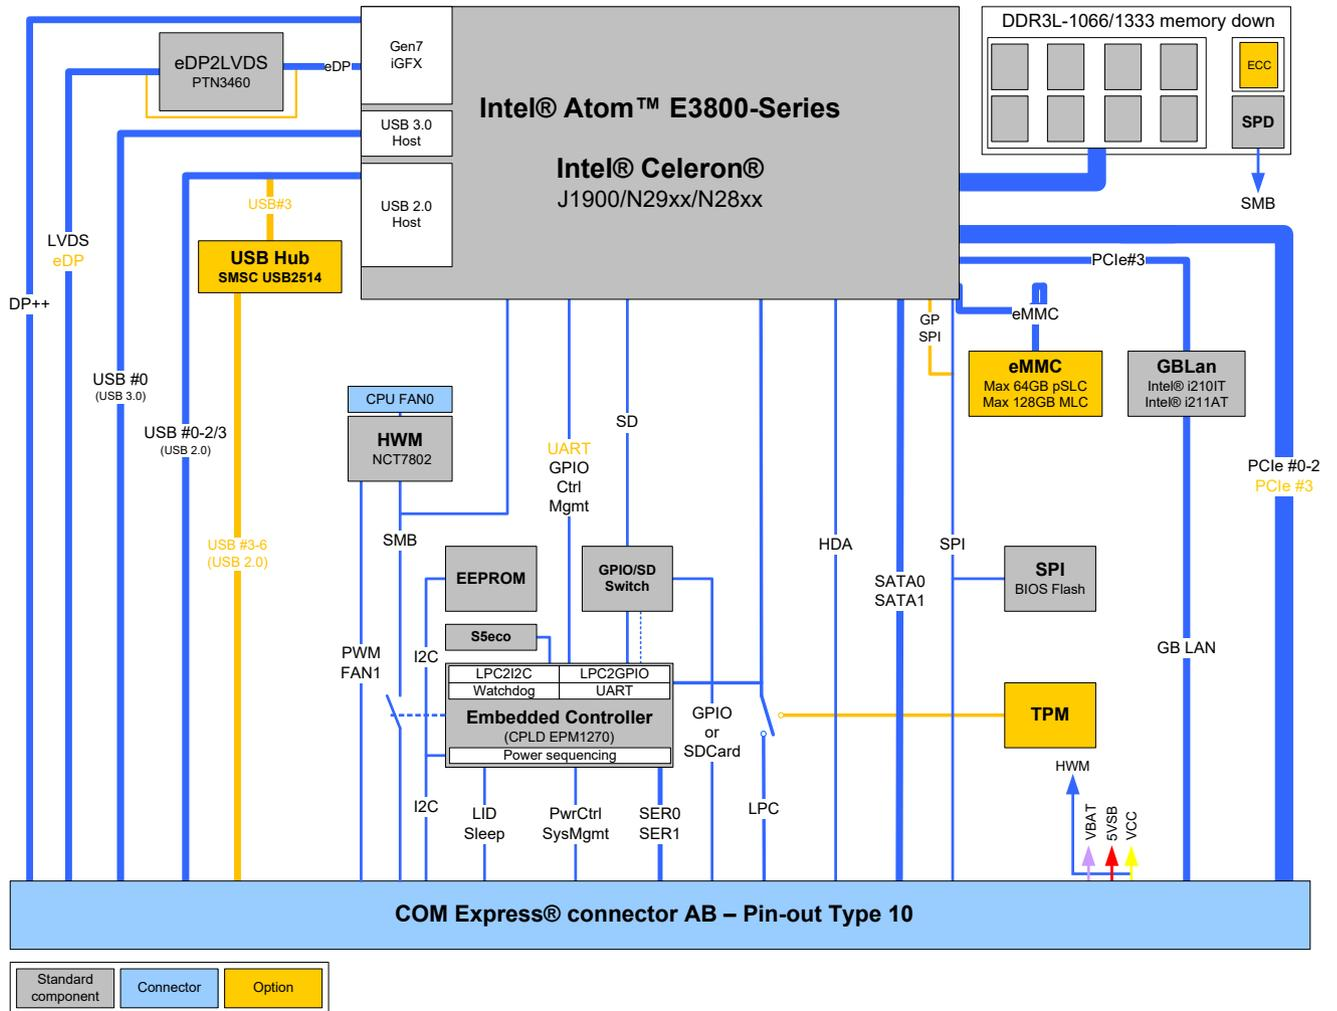 DDR3L-1066/1333 memory down
Gen7
iGFX
eDP2LVDS
PTN3460
eDP
ECC
Intel® Atom™ E3800-Series
USB 3.0
Host
SPD
Intel® Celeron®
J1900/N29xx/N28xx
USB 2.0
Host
USB#3
SMB
LVDS
eDP
USB Hub
SMSC USB2514
PCIe#3
DP++
GP
SPI
eMMC
eMMC
Max 64GB pSLC
Max 128GB MLC
GBLan
Intel® i210IT
Intel® i211AT
USB #0
(USB 3.0)
CPU FAN0
HWM
NCT7802
SD
USB #0-2/3
(USB 2.0)
UART
GPIO
Ctrl
Mgmt
PCIe #0-2
PCIe #3
USB #3-6
(USB 2.0)
SMB
HDA
SPI
EEPROM
GPIO/SD
Switch
SATA0
SATA1
SPI
BIOS Flash
S5eco
PWM
FAN1
I2C
GB LAN
LPC2I2C
LPC2GPIO
Watchdog
UART
Embedded Controller
(CPLD EPM1270)
Power sequencing
GPIO
or
SDCard
TPM
HWM
I2C
LID
Sleep
PwrCtrl
SysMgmt
SER0
SER1
LPC
VBAT
5VSB
VCC
COM Express® connector AB – Pin-out Type 10
Standard
component
Connector
Option